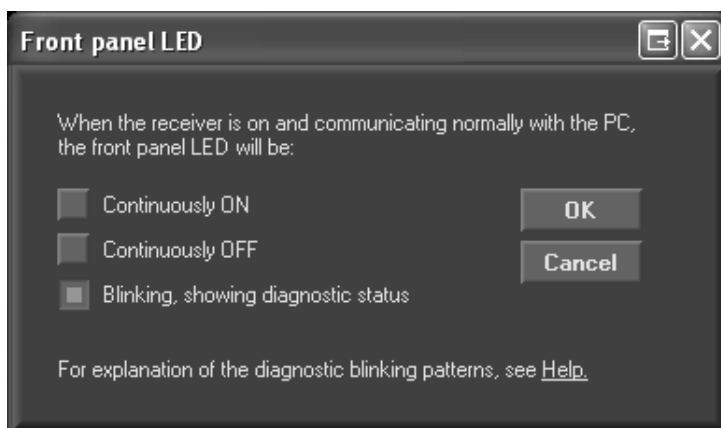 Front panel LED
When the receiver is on and communicating normally with the PC,
the front panel LED will be:
Continuously ON
OK
Continuously OFF
Cancel
Blinking, showing diagnostic status
For explanation of the diagnostic blinking patterns, see Help.